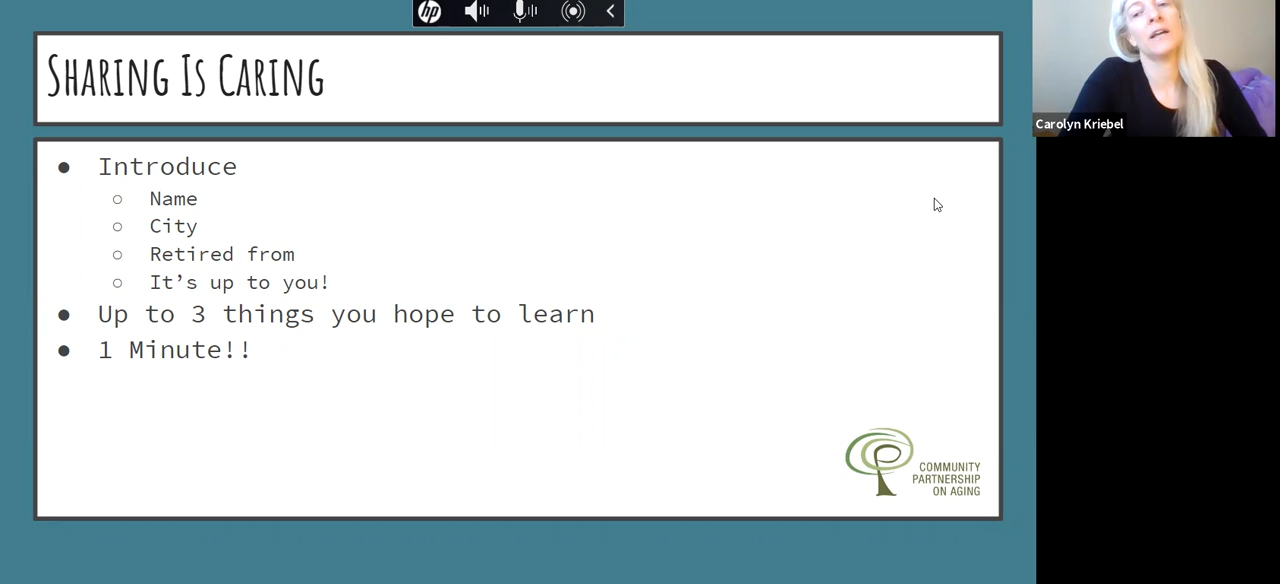 hp
SHARING IS CARING
Carolyn Kriebel
● Introduce
○ Name
○ City
○ Retired from
○ It’s up to you!
● Up to 3 things you hope to learn
● 1 Minute!!
COMMUNITY
PARTNERSHIP
ON AGING